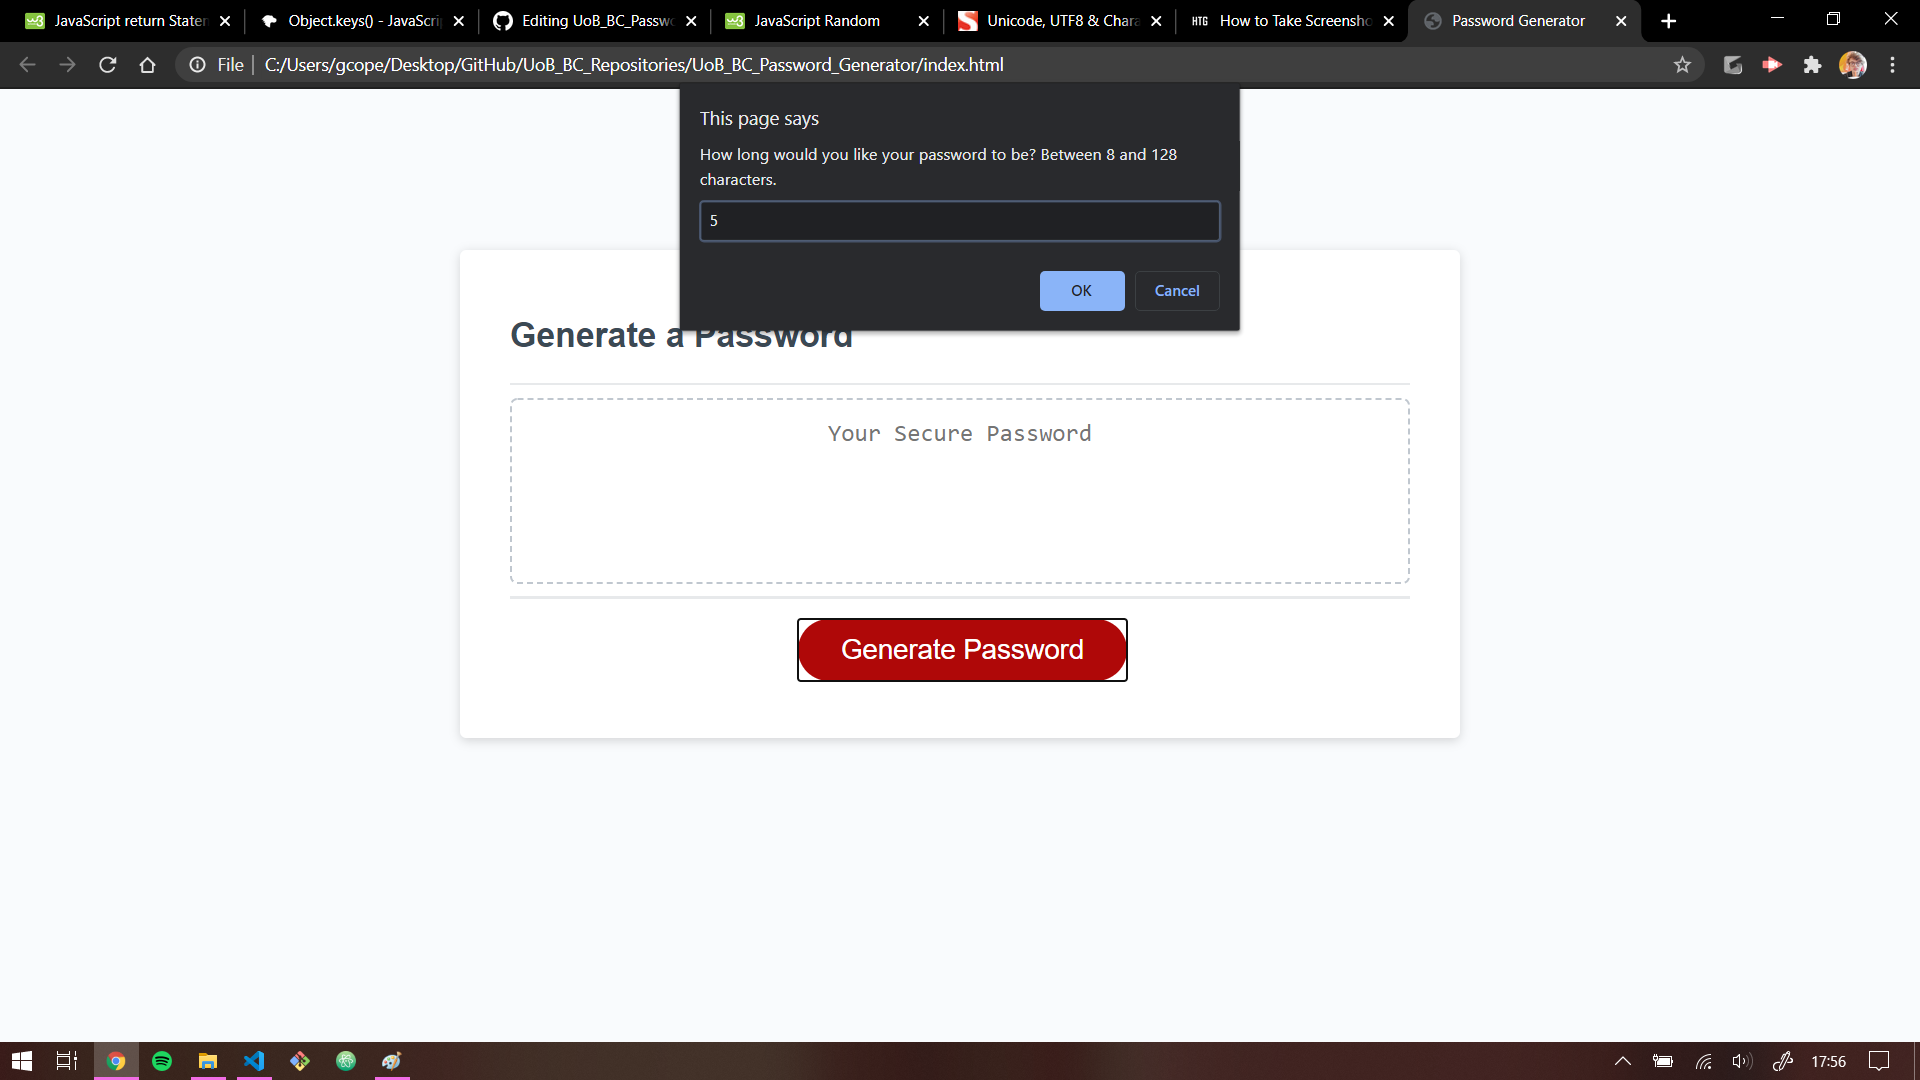 JavaScript return Staten
Object.keys() - JavaScri
Editing UoB_BC_Passwo
JavaScript Random
Unicode, UTF8 & Chara
HTG How to Take Screensho
Password Generator
File
C:/Users/gcope/Desktop/GitHub/UoB_BC_Repositories/UoB_BC_Password_Generator/index.html
This page says
How long would you like your password to be? Between 8 and 128
characters.
5
OK Cancel
Generate a Password
Your Secure Password
Generate Password
17:56